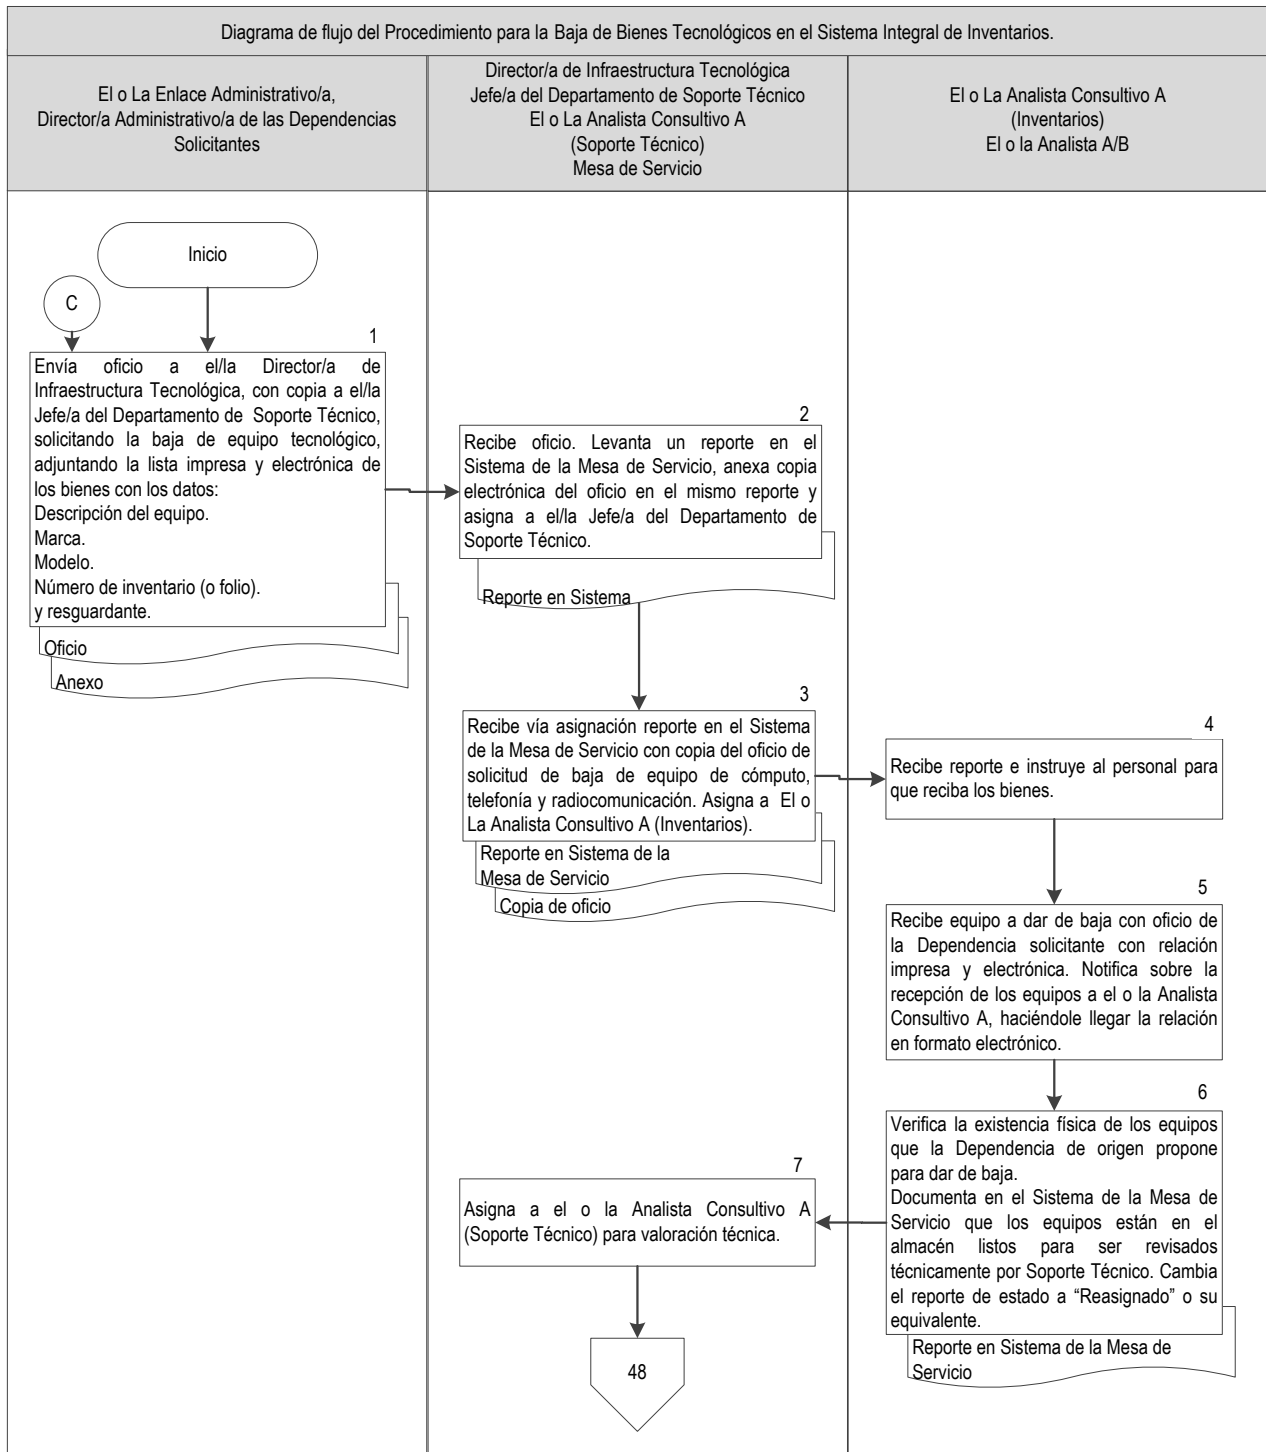 Diagrama de flujo del Procedimiento para la Baja de Bienes Tecnológicos en el Sistema Integral de Inventarios.
El o La Enlace Administrativo/a,
Director/a Administrativo/a de las Dependencias
Solicitantes
Director/a de Infraestructura Tecnológica
Jefe/a del Departamento de Soporte Técnico
El o La Analista Consultivo A
(Soporte Técnico)
Mesa de Servicio
El o La Analista Consultivo A
(Inventarios)
El o la Analista A/B
Inicio
C
1
Envía oficio a el/la Director/a de
Infraestructura Tecnológica, con copia a el/la
Jefe/a del Departamento de Soporte Técnico,
solicitando la baja de equipo tecnológico,
adjuntando la lista impresa y electrónica de
los bienes con los datos:
Descripción del equipo.
Marca.
Modelo.
Número de inventario (o folio).
y resguardante.
Oficio
Anexo
2
Recibe oficio. Levanta un reporte en el
Sistema de la Mesa de Servicio, anexa copia
electrónica del oficio en el mismo reporte y
asigna a el/la Jefe/a del Departamento de
Soporte Técnico.
Reporte en Sistema
3
Recibe vía asignación reporte en el Sistema
de la Mesa de Servicio con copia del oficio de
solicitud de baja de equipo de cómputo,
telefonía y radiocomunicación. Asigna a El o
La Analista Consultivo A (Inventarios).
Reporte en Sistema de la
Mesa de Servicio
Copia de oficio
4
Recibe reporte e instruye al personal para
que reciba los bienes.
5
Recibe equipo a dar de baja con oficio de
la Dependencia solicitante con relación
impresa y electrónica. Notifica sobre la
recepción de los equipos a el o la Analista
Consultivo A, haciéndole llegar la relación
en formato electrónico.
6
Verifica la existencia física de los equipos
que la Dependencia de origen propone
para dar de baja.
Documenta en el Sistema de la Mesa de
Servicio que los equipos están en el
almacén listos para ser revisados
técnicamente por Soporte Técnico. Cambia
el reporte de estado a “Reasignado” o su
equivalente.
Reporte en Sistema de la Mesa de
Servicio
7
Asigna a el o la Analista Consultivo A
(Soporte Técnico) para valoración técnica.
48